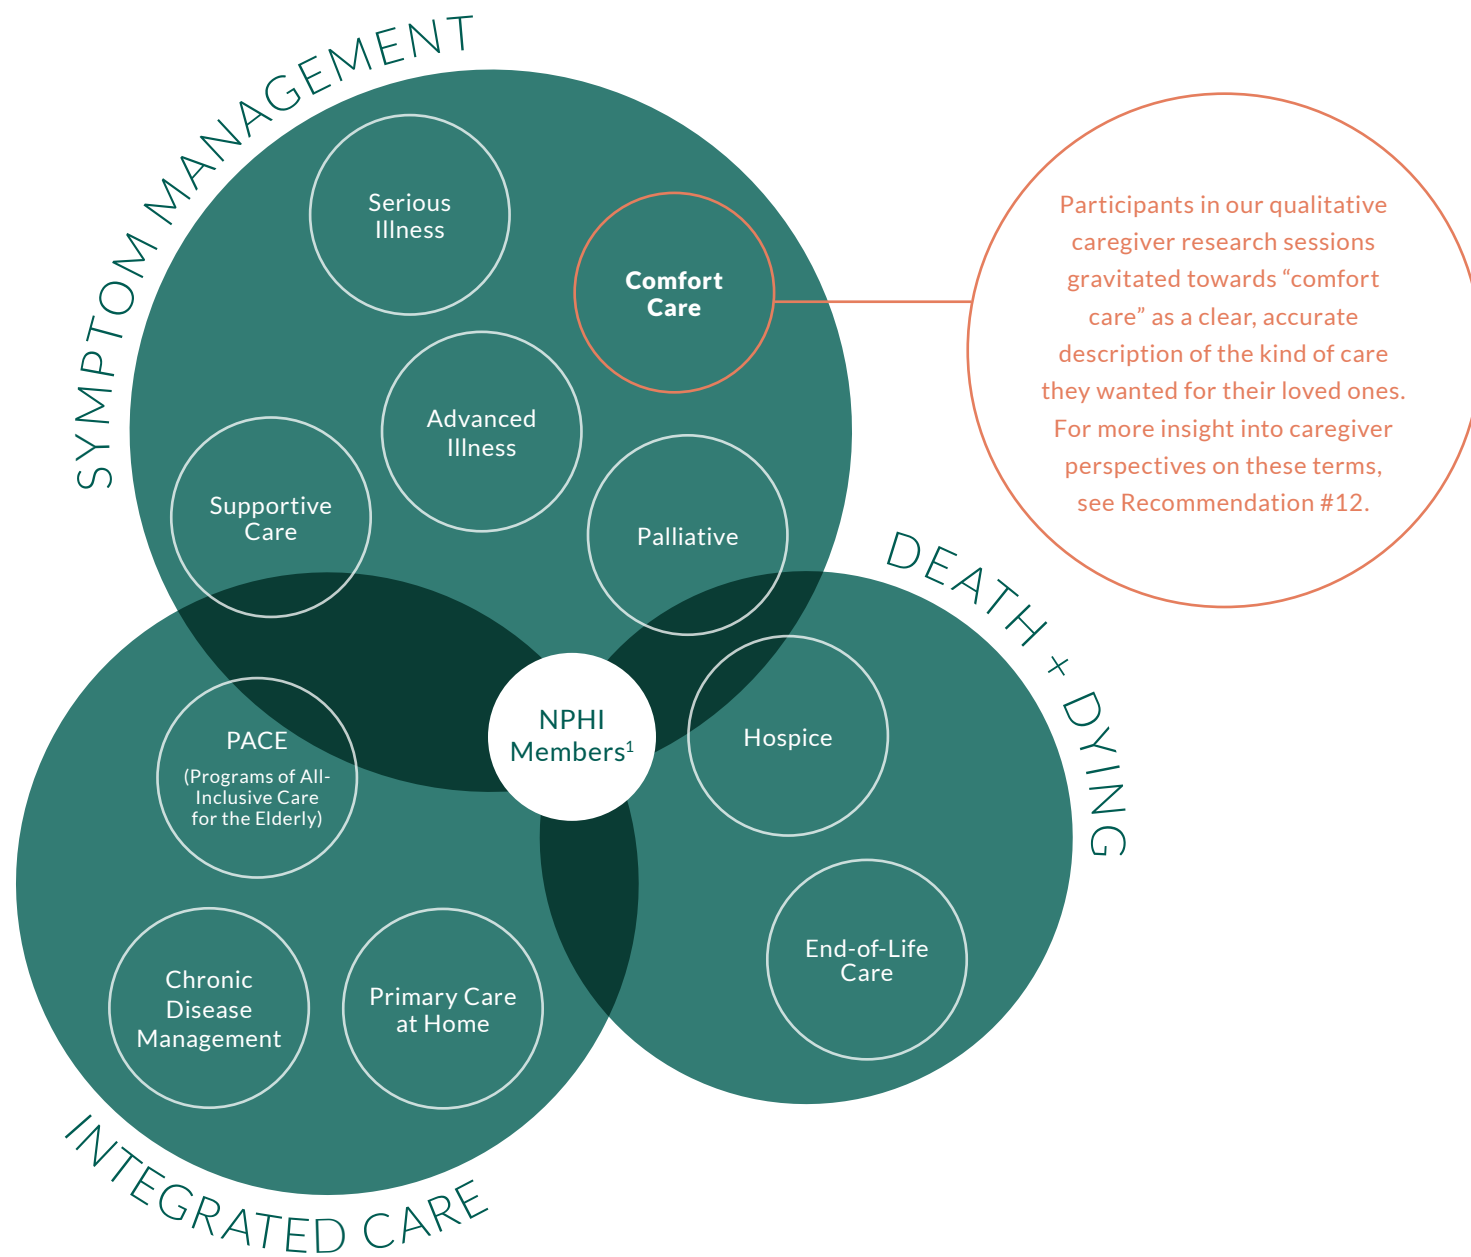 SYMPTOM MANAGEMENT
Serious
Illness
Comfort
Care
Participants in our qualitative
caregiver research sessions
gravitated towards “comfort
care” as a clear, accurate
description of the kind of care
they wanted for their loved ones.
For more insight into caregiver
perspectives on these terms,
see Recommendation #12.
Advanced
Illness
Supportive
Care
Palliative
DEATH + DYING
NPHI
Members¹
Hospice
PACE
(Programs of All-
Inclusive Care
for the Elderly)
End-of-Life
Care
Chronic
Disease
Management
Primary Care
at Home
INTEGRATED CARE